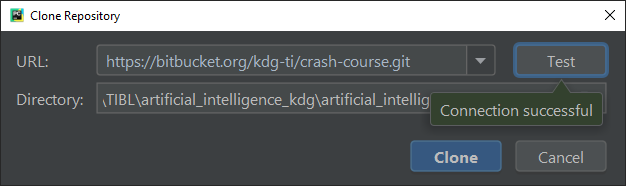 Clone Repository
URL: https://bitbucket.org/kdg-ti/crash-course.git Test
Directory: \TIBL\artificial_intelligence_kdg\artificial_intellig
Connection successful
Clone Cancel